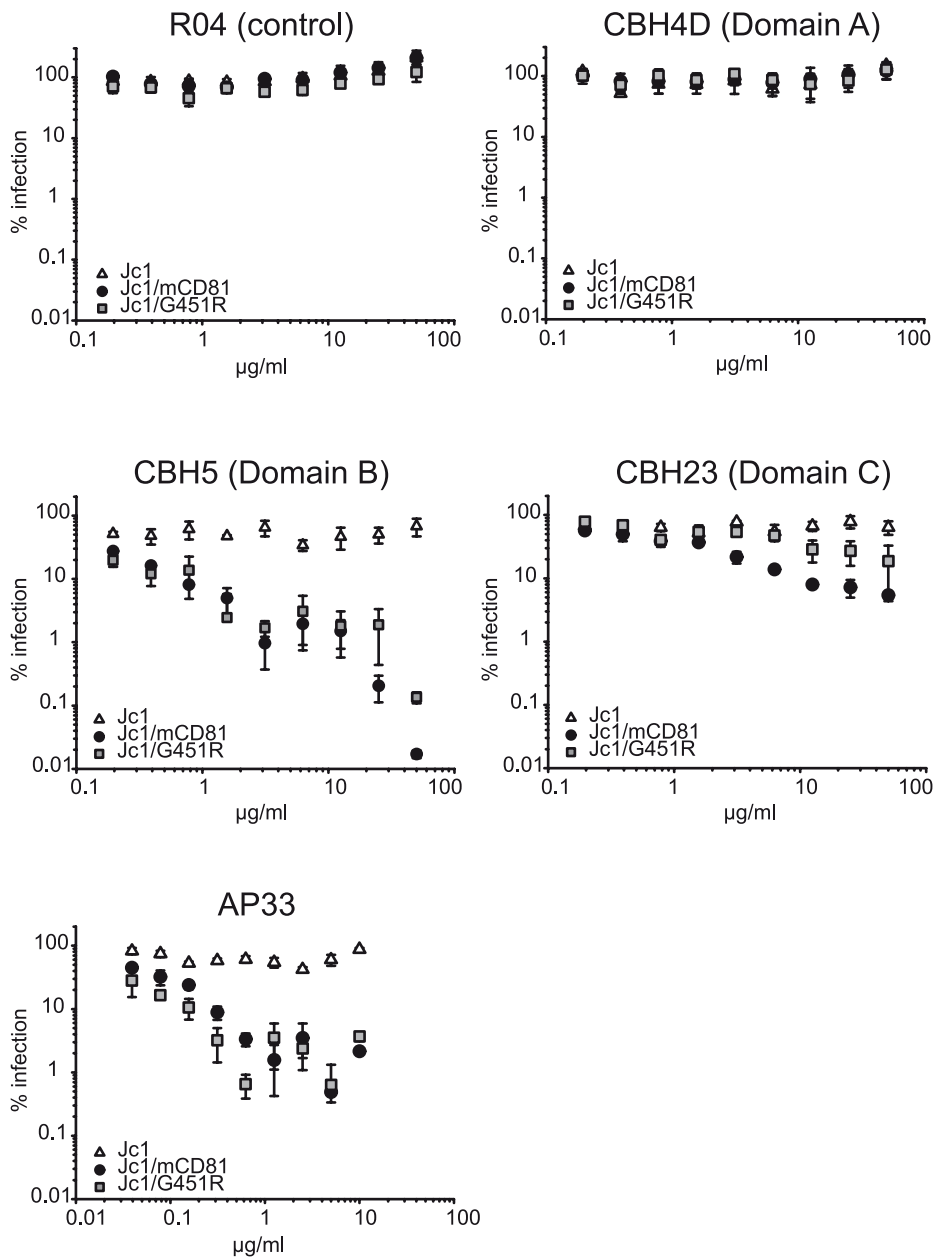 R04 (control)
% infection
100
10
1
0.1
0.01
Jc1
Jc1/mCD81
Jc1/G451R
0.1 1 10 100
µg/ml
CBH4D (Domain A)
% infection
100
10
1
0.1
0.01
Jc1
Jc1/mCD81
Jc1/G451R
0.1 1 10 100
µg/ml
CBH5 (Domain B)
% infection
100
10
1
0.1
0.01
Jc1
Jc1/mCD81
Jc1/G451R
0.1 1 10 100
µg/ml
CBH23 (Domain C)
% infection
100
10
1
0.1
0.01
Jc1
Jc1/mCD81
Jc1/G451R
0.1 1 10 100
µg/ml
AP33
% infection
100
10
1
0.1
0.01
Jc1
Jc1/mCD81
Jc1/G451R
0.01 0.1 1 10 100
µg/ml